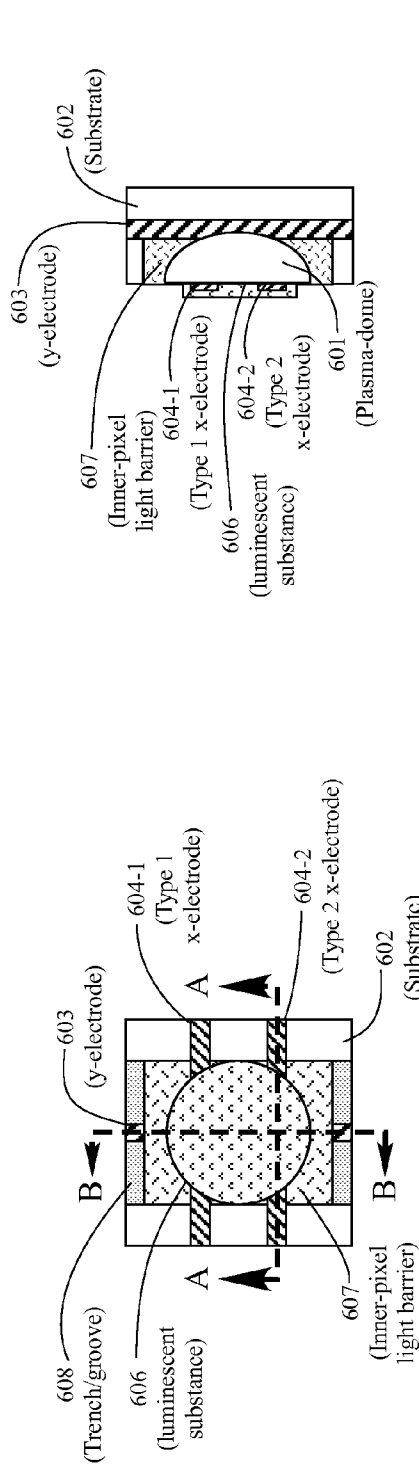 608
(Trench/groove)
606
(luminescent
substance)
603
(y-electrode)
B
B
A
A
604-1
(Type 1
x-electrode)
604-2
(Type 2 x-electrode)
602
(Substrate)
607
(Inner-pixel
light barrier)
603
(y-electrode)
602
(Substrate)
607
(Inner-pixel
light barrier)
604-1
(Type 1 x-electrode)
606
(luminescent
substance)
604-2
(Type 2
x-electrode)
601
(Plasma-dome)